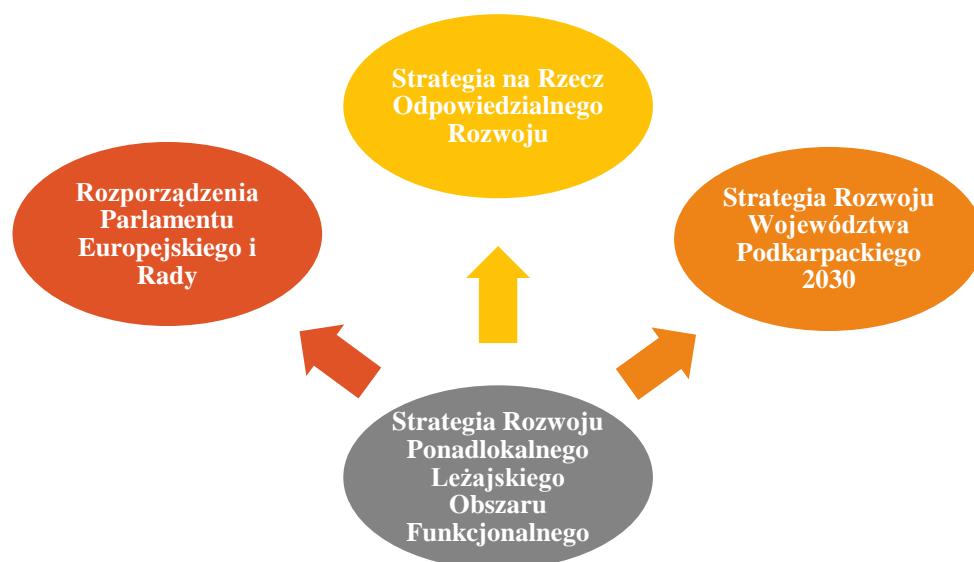 Strategia na Rzecz
Odpowiedzialnego
Rozwoju
Rozporządzenia
Parlamentu
Europejskiego i
Rady
Strategia Rozwoju
Województwa
Podkarpackiego
2030
Strategia Rozwoju
Ponadlokalnego
Leżajskiego
Obszaru
Funkcjonalnego